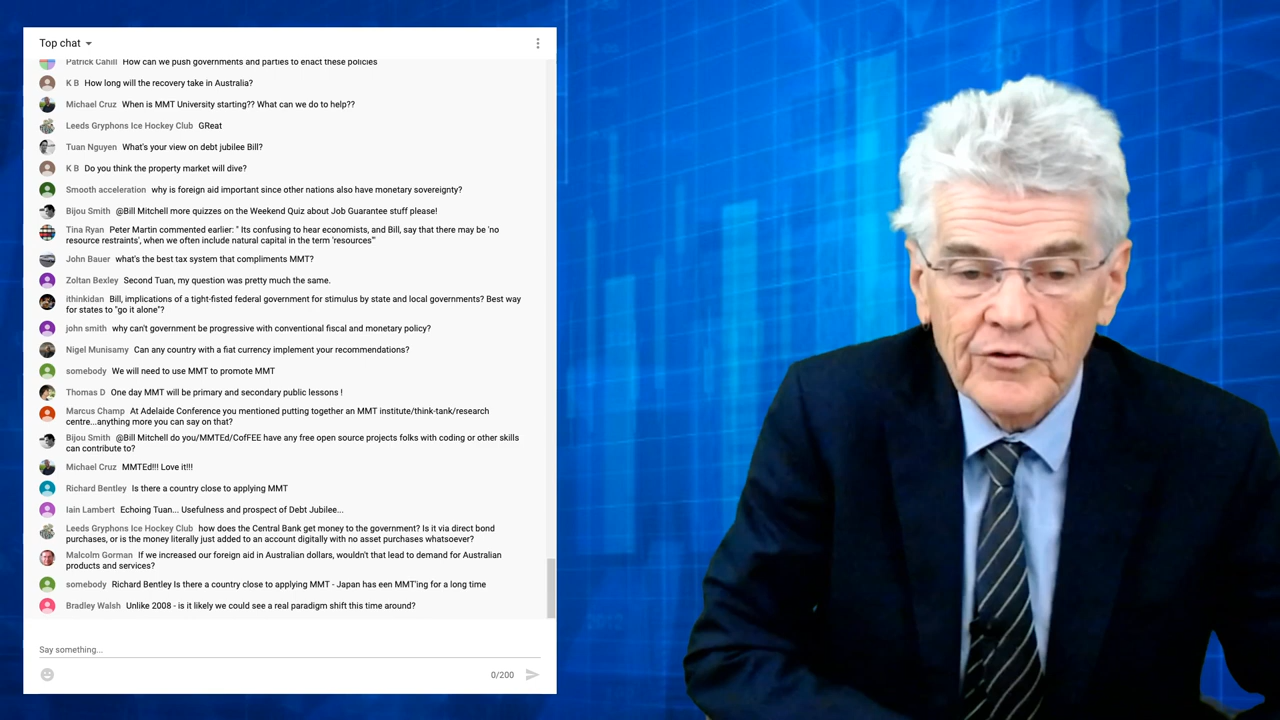 Top chat
Patrick Cahill How can we push governments and parties to enact these policies
K B How long will the recovery take in Australia?
Michael Cruz When is MMT University starting?? What can we do to help??
Leeds Gryphons Ice Hockey Club GReat
Tuan Nguyen What's your view on debt jubilee Bill?
K B Do you think the property market will dive?
Smooth acceleration why is foreign aid important since other nations also have monetary sovereignty?
Bijou Smith @Bill Mitchell more quizzes on the Weekend Quiz about Job Guarantee stuff please!
Tina Ryan Peter Martin commented earlier: " Its confusing to hear economists, and Bill, say that there may be 'no
resource restraints', when we often include natural capital in the term 'resources'"
John Bauer what's the best tax system that compliments MMT?
Zoltan Bexley Second Tuan, my question was pretty much the same.
ithinkidan Bill, implications of a tight-fisted federal government for stimulus by state and local governments? Best way
for states to "go it alone"?
john smith why can't government be progressive with conventional fiscal and monetary policy?
Nigel Munisamy Can any country with a fiat currency implement your recommendations?
somebody We will need to use MMT to promote MMT
Thomas D One day MMT will be primary and secondary public lessons !
Marcus Champ At Adelaide Conference you mentioned putting together an MMT institute/think-tank/research
centre...anything more you can say on that?
Bijou Smith @Bill Mitchell do you/MMTEd/CofFEE have any free open source projects folks with coding or other skills
can contribute to?
Michael Cruz MMTEd!!! Love it!!!
Richard Bentley Is there a country close to applying MMT
Iain Lambert Echoing Tuan... Usefulness and prospect of Debt Jubilee...
Leeds Gryphons Ice Hockey Club how does the Central Bank get money to the government? Is it via direct bond
purchases, or is the money literally just added to an account digitally with no asset purchases whatsoever?
Malcolm Gorman If we increased our foreign aid in Australian dollars, wouldn't that lead to demand for Australian
products and services?
somebody Richard Bentley Is there a country close to applying MMT - Japan has een MMT'ing for a long time
Bradley Walsh Unlike 2008 - is it likely we could see a real paradigm shift this time around?
Say something...
0/200